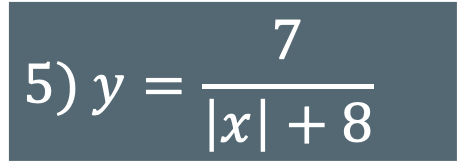 5) y = 7 / (|x| + 8)